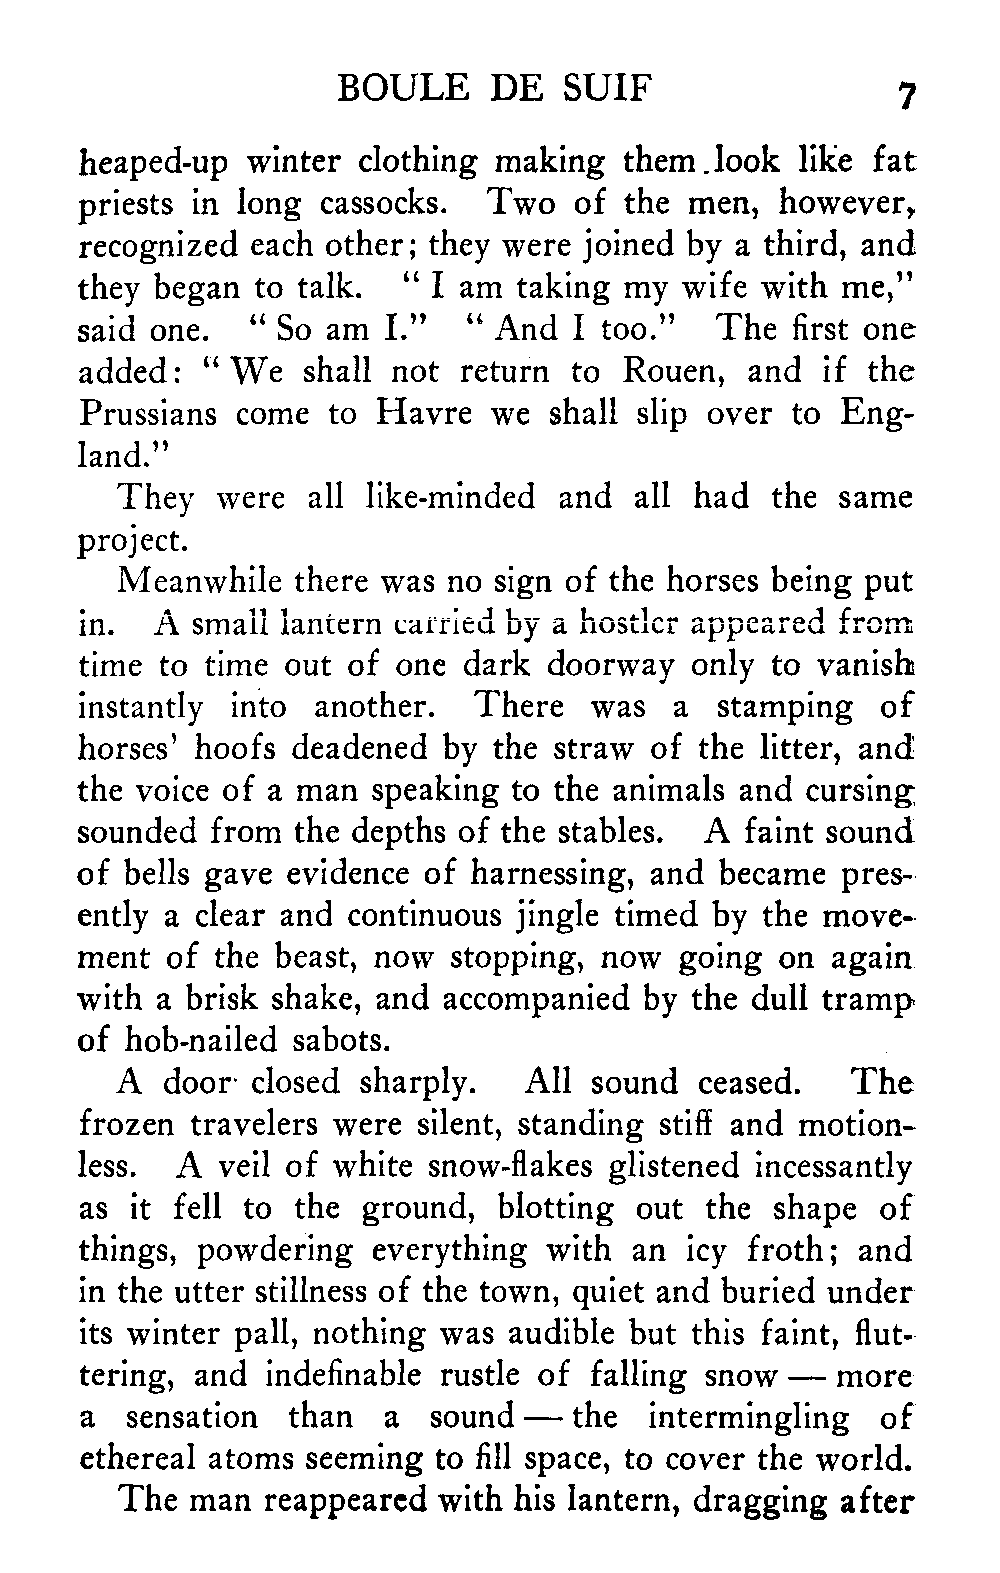 BOULE DE SUIF 7
heaped-up winter clothing making them look like fat
priests in long cassocks. Two of the men, however,
recognized each other; they were joined by a third, and
they began to talk. “ I am taking my wife with me,”
said one. “ So am I.” “ And I too.” The first one
added: “ We shall not return to Rouen, and if the
Prussians come to Havre we shall slip over to Eng-
land.”
They were all like-minded and all had the same
project.
Meanwhile there was no sign of the horses being put
in. A small lantern carried by a hostler appeared from
time to time out of one dark doorway only to vanish
instantly into another. There was a stamping of
horses’ hoofs deadened by the straw of the litter, and
the voice of a man speaking to the animals and cursing
sounded from the depths of the stables. A faint sound
of bells gave evidence of harnessing, and became pres-
ently a clear and continuous jingle timed by the move-
ment of the beast, now stopping, now going on again
with a brisk shake, and accompanied by the dull tramp
of hob-nailed sabots.
A door closed sharply. All sound ceased. The
frozen travelers were silent, standing stiff and motion-
less. A veil of white snow-flakes glistened incessantly
as it fell to the ground, blotting out the shape of
things, powdering everything with an icy froth; and
in the utter stillness of the town, quiet and buried under
its winter pall, nothing was audible but this faint, flut-
tering, and indefinable rustle of falling snow — more
a sensation than a sound — the intermingling of
ethereal atoms seeming to fill space, to cover the world.
The man reappeared with his lantern, dragging after